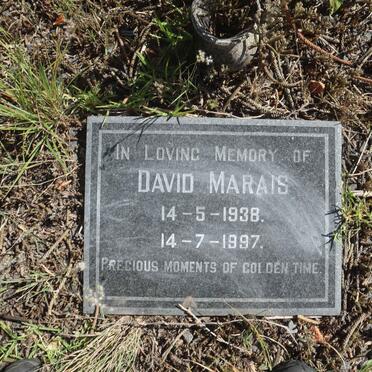 IN LOVING MEMORY OF
DAVID MARAIS
14-5-1938.
14-7-1997.
PRECIOUS MOMENTS OF GOLDEN TIME.